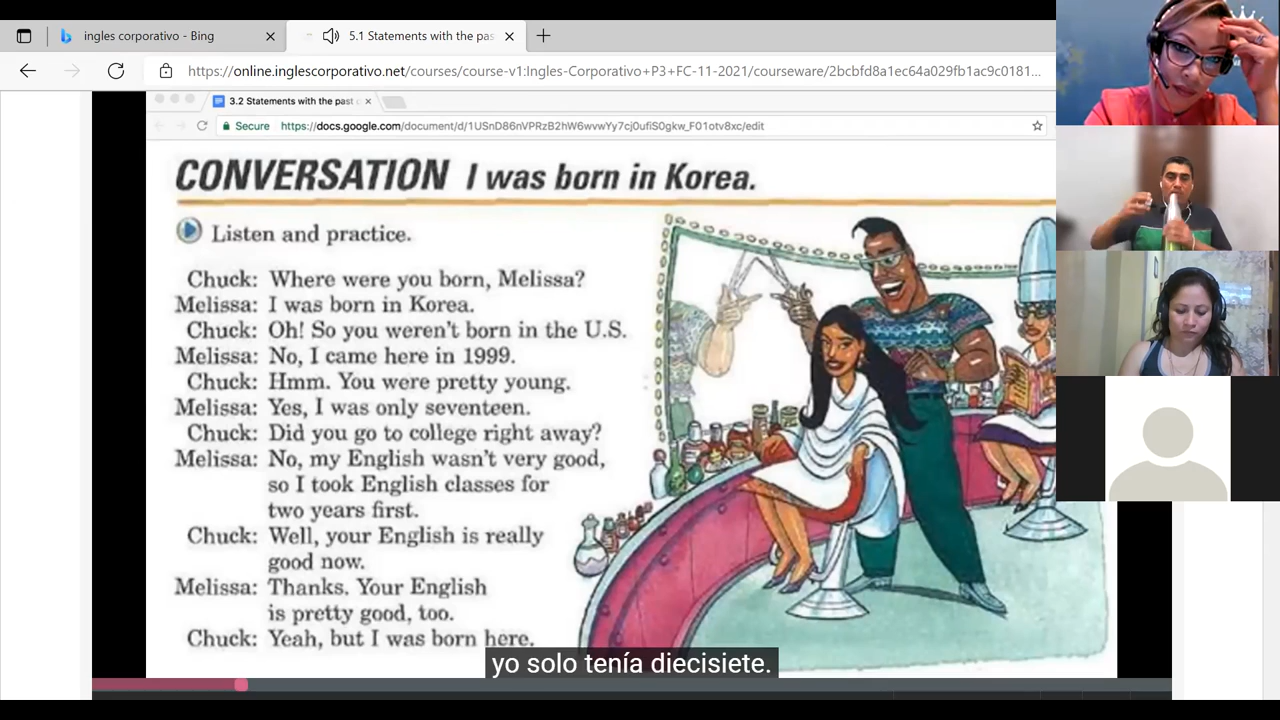 ingles corporativo - Bing
5.1 Statements with the pas
https://online.inglescorporativo.net/courses/course-v1:Ingles-Corporativo+P3+FC-11-2021/courseware/2bcbfd8a1ec64a029fb1ac9c0181...
3.2 Statements with the past
Secure https://docs.google.com/document/d/1USnD86nVPRzB2hW6wvwYy7cj0ufiS0gkw_F01otv8xc/edit
CONVERSATION I was born in Korea.
Listen and practice.
Chuck: Where were you born, Melissa?
Melissa: I was born in Korea.
Chuck: Oh! So you weren't born in the U.S.
Melissa: No, I came here in 1999.
Chuck: Hmm. You were pretty young.
Melissa: Yes, I was only seventeen.
Chuck: Did you go to college right away?
Melissa: No, my English wasn't very good,
so I took English classes for
two years first.
Chuck: Well, your English is really
good now.
Melissa: Thanks. Your English
is pretty good, too.
Chuck: Yeah, but I was born here.
yo solo tenía diecisiete.